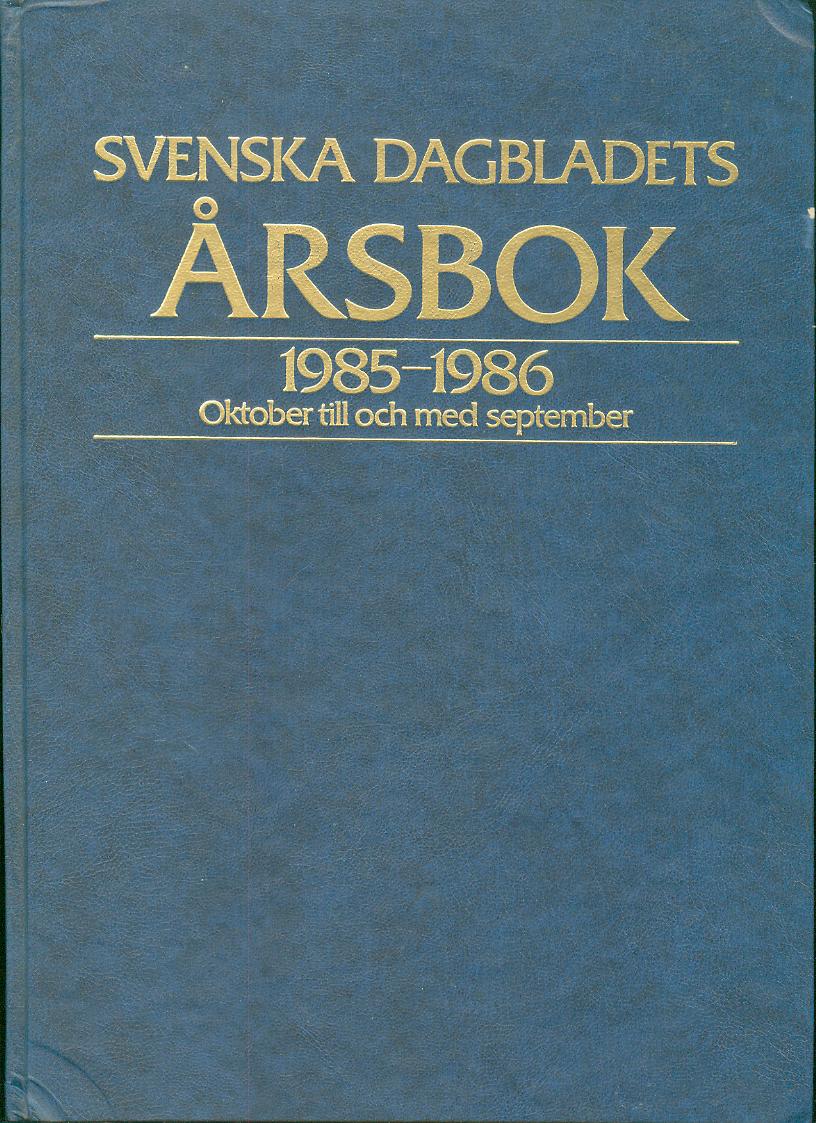 SVENSKA DAGBLADETS
ÅRSBOK
1985–1986
Oktober till och med september